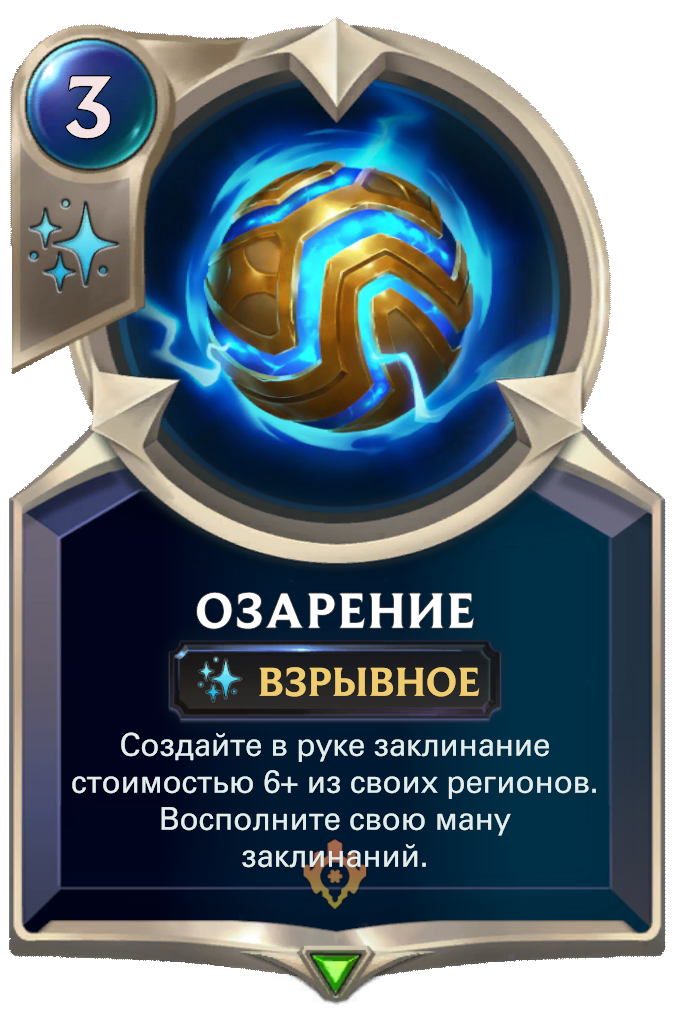 3
ОЗАРЕНИЕ
ВЗРЫВНОЕ
Создайте в руке заклинание
стоимостью 6+ из своих регионов.
Восполните свою ману
заклинаний.